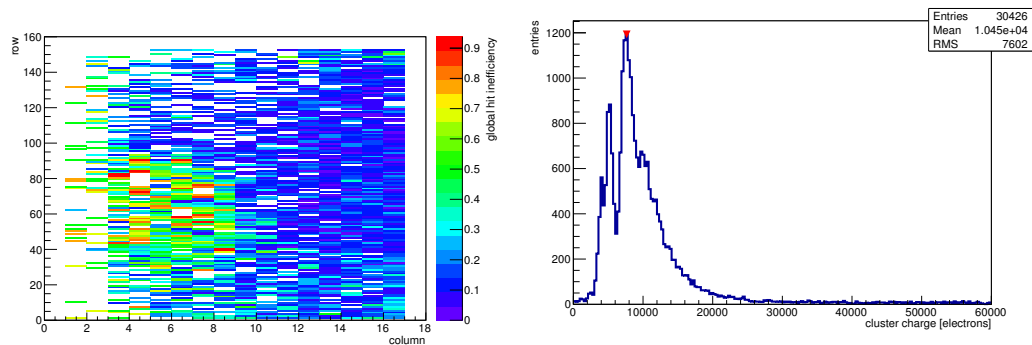 160
140
120
100
80
60
40
20
0
row
0 2 4 6 8 10 12 14 16 18
column
0.9
0.8
0.7
0.6
0.5
0.4
0.3
0.2
0.1
0
global hit inefficiency
Entries 30426
Mean 1.045e+04
RMS 7602
entries
1200
1000
800
600
400
200
0
0 10000 20000 30000 40000 50000 60000
cluster charge [electrons]